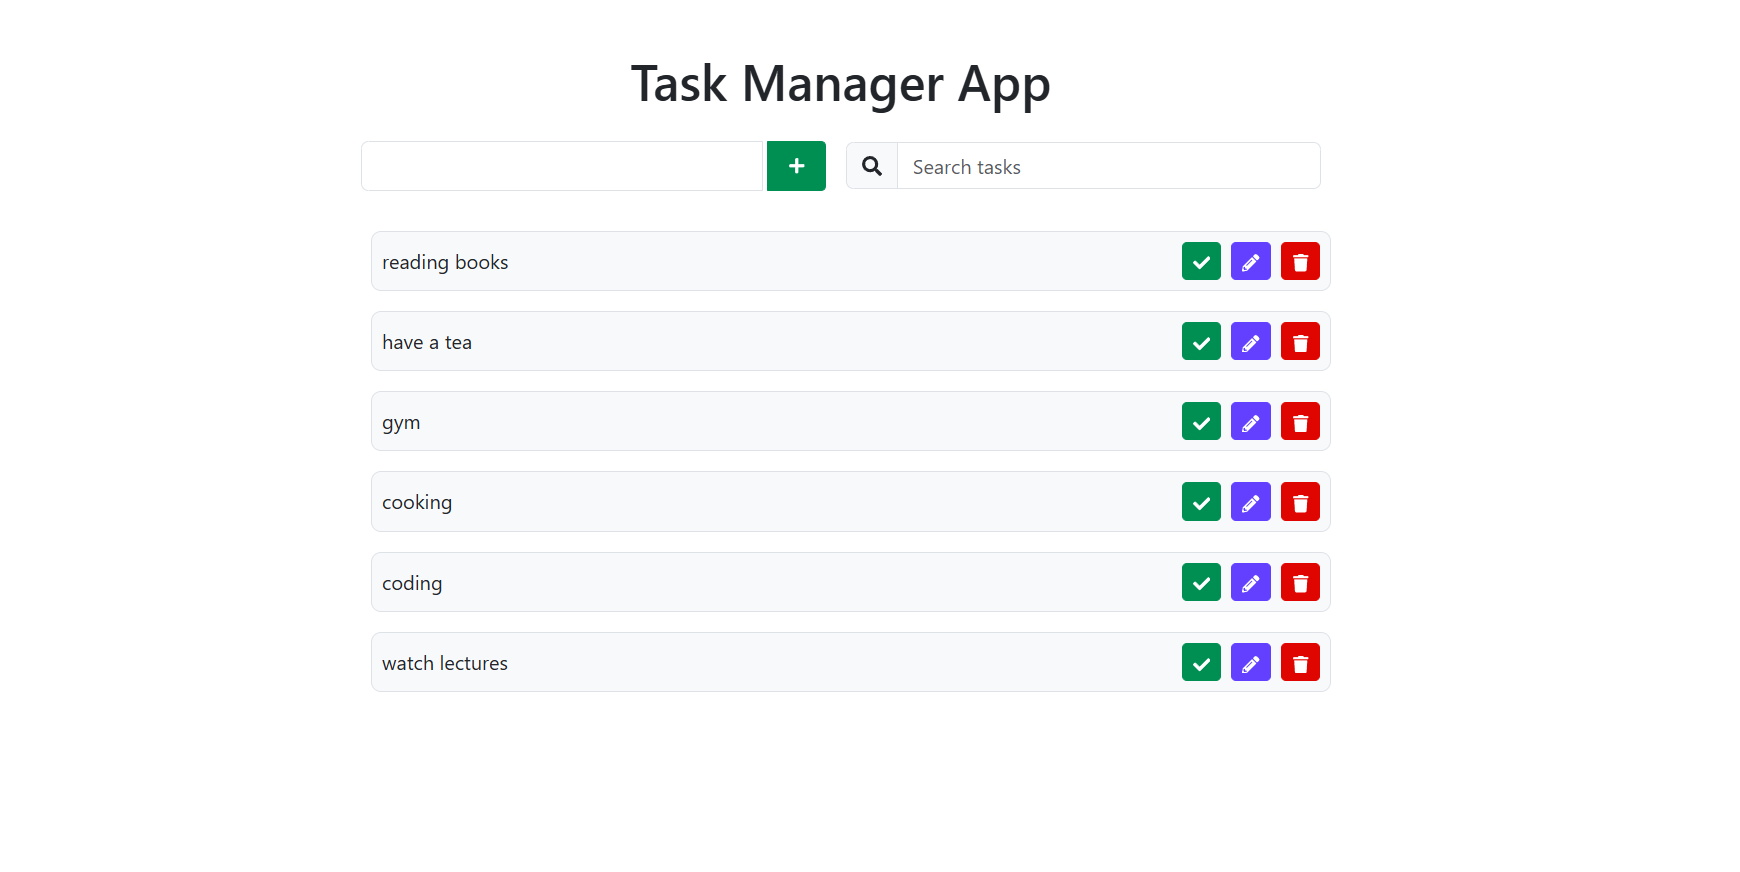 Task Manager App
Search tasks
reading books
have a tea
gym
cooking
coding
watch lectures